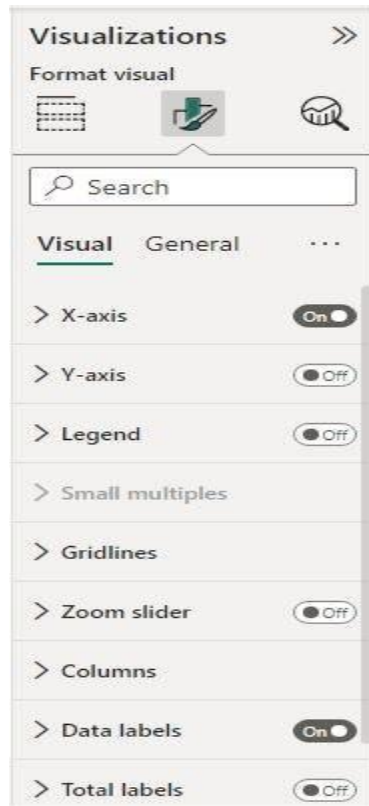 Visualizations
Format visual
Search
Visual General ...
X-axis On
Y-axis Off
Legend Off
Small multiples
Gridlines
Zoom slider Off
Columns
Data labels On
Total labels Off